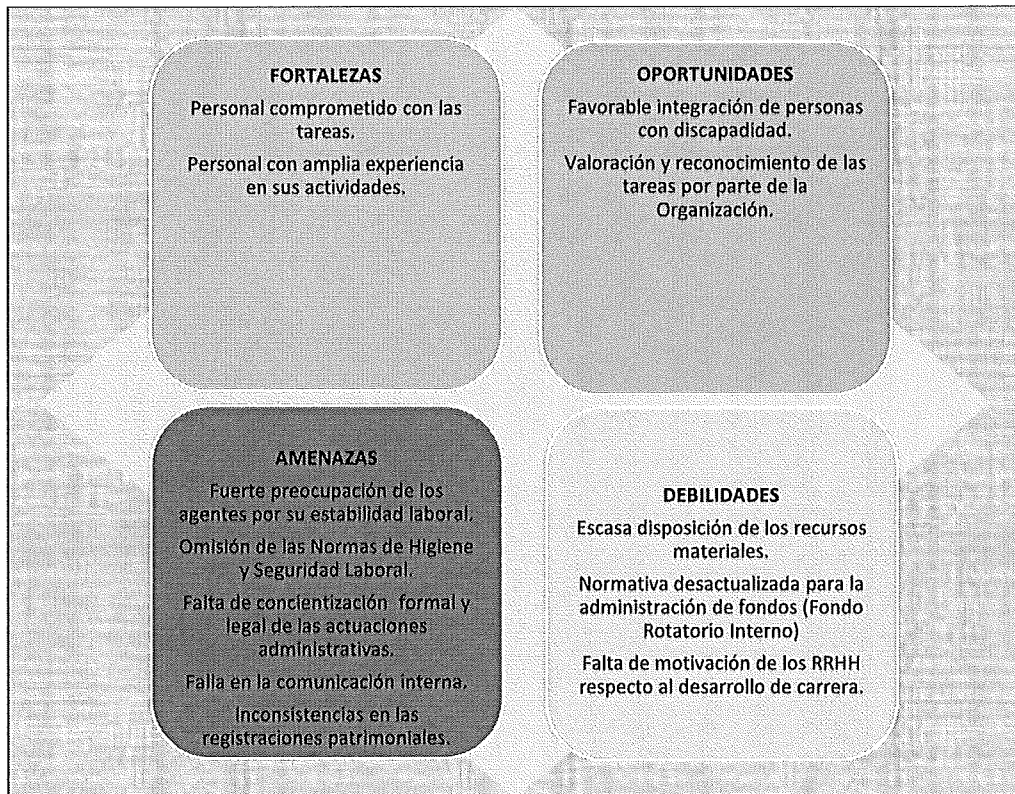 FORTALEZAS
Personal comprometido con las
tareas.
Personal con amplia experiencia
en sus actividades.
OPORTUNIDADES
Favorable integración de personas
con discapadidad.
Valoración y reconocimiento de las
tareas por parte de la
Organización.
AMENAZAS
Fuerte preocupación de los
agentes por su estabilidad laboral.
Omisión de las Normas de Higiene
y Seguridad Laboral.
Falta de concientización formal y
legal de las actuaciones
administrativas.
Falla en la comunicación interna.
Inconsistencias en las
registraciones patrimoniales.
DEBILIDADES
Escasa disposición de los recursos
materiales.
Normativa desactualizada para la
administración de fondos (Fondo
Rotatorio Interno)
Falta de motivación de los RRHH
respecto al desarrollo de carrera.